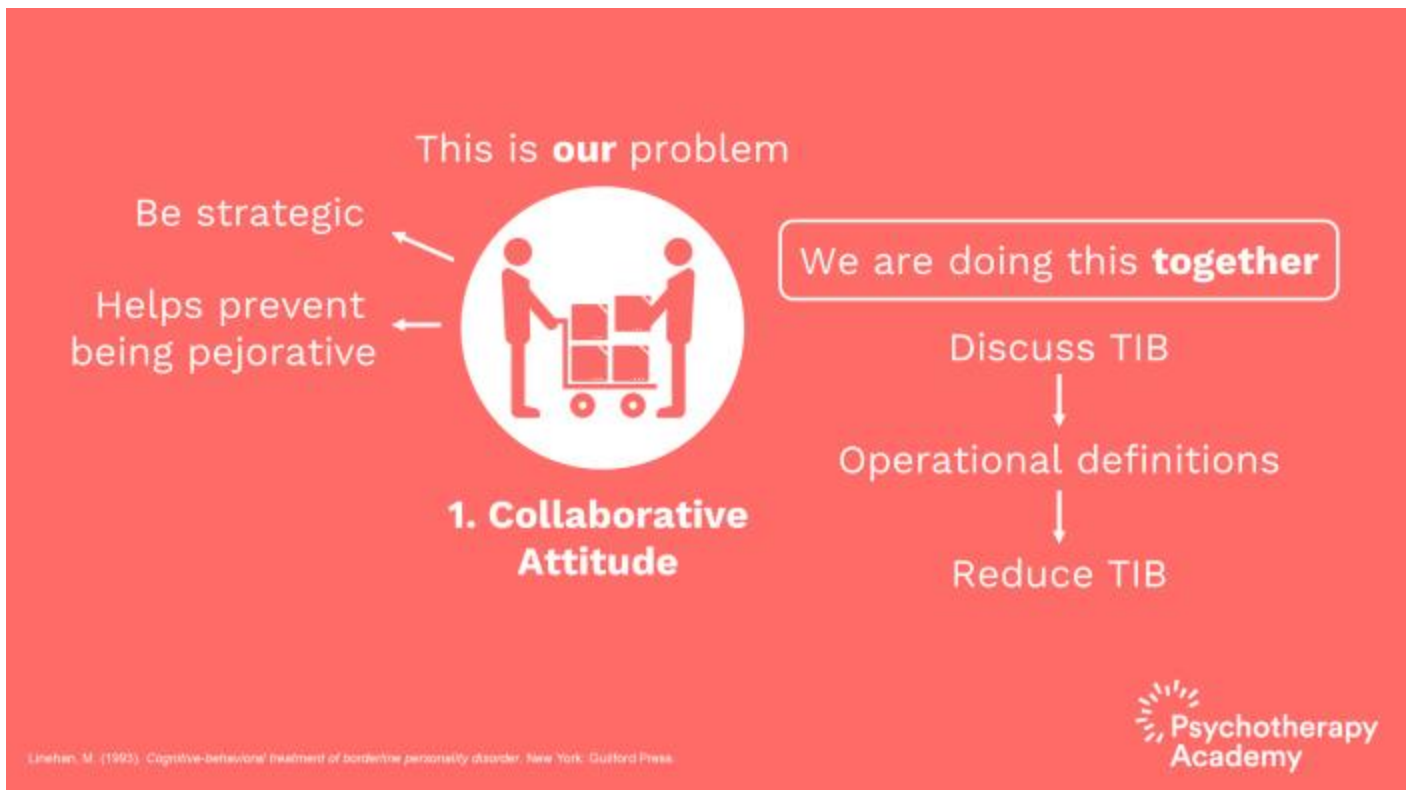 This is our problem
Be strategic
Helps prevent
being pejorative
1. Collaborative
Attitude
We are doing this together
Discuss TIB
Operational definitions
Reduce TIB
Linehan, M. (1993). Cognitive-behavioral treatment of borderline personality disorder. New York: Guilford Press.
Psychotherapy
Academy